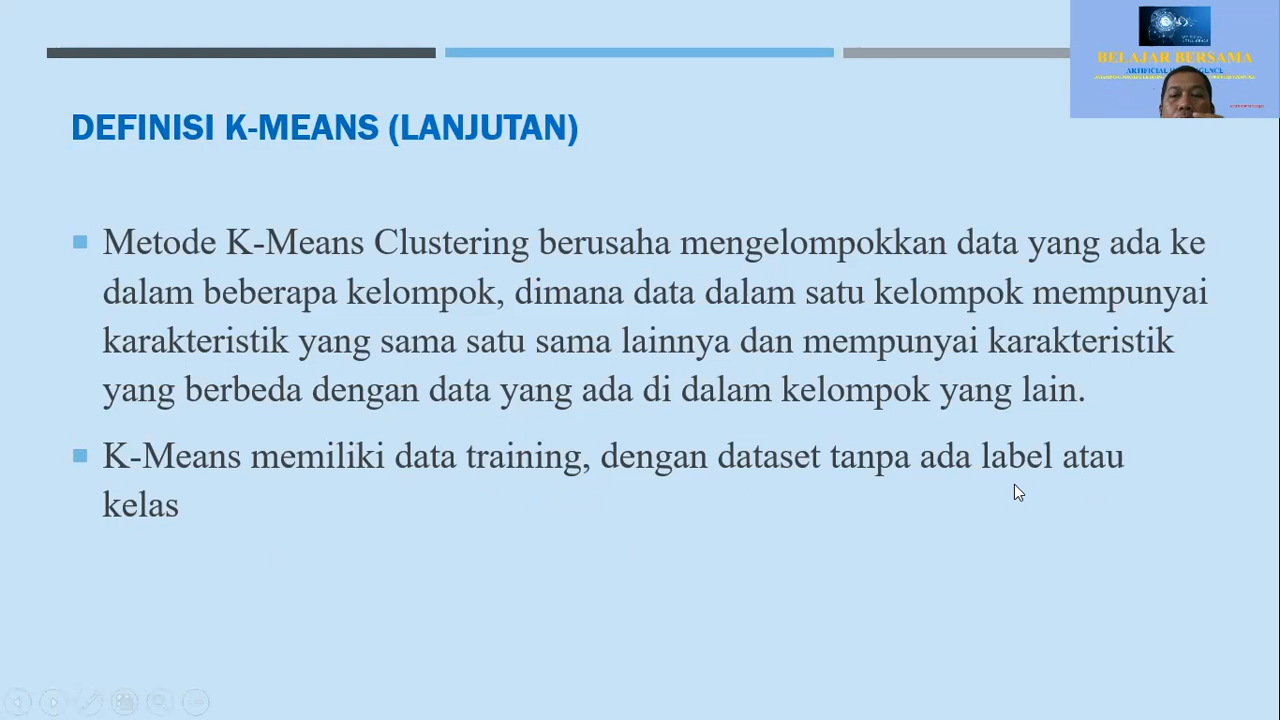 BELAJAR BERSAMA
DEFINISI K-MEANS (LANJUTAN)
Metode K-Means Clustering berusaha mengelompokkan data yang ada ke
dalam beberapa kelompok, dimana data dalam satu kelompok mempunyai
karakteristik yang sama satu sama lainnya dan mempunyai karakteristik
yang berbeda dengan data yang ada di dalam kelompok yang lain.
K-Means memiliki data training, dengan dataset tanpa ada label atau
kelas